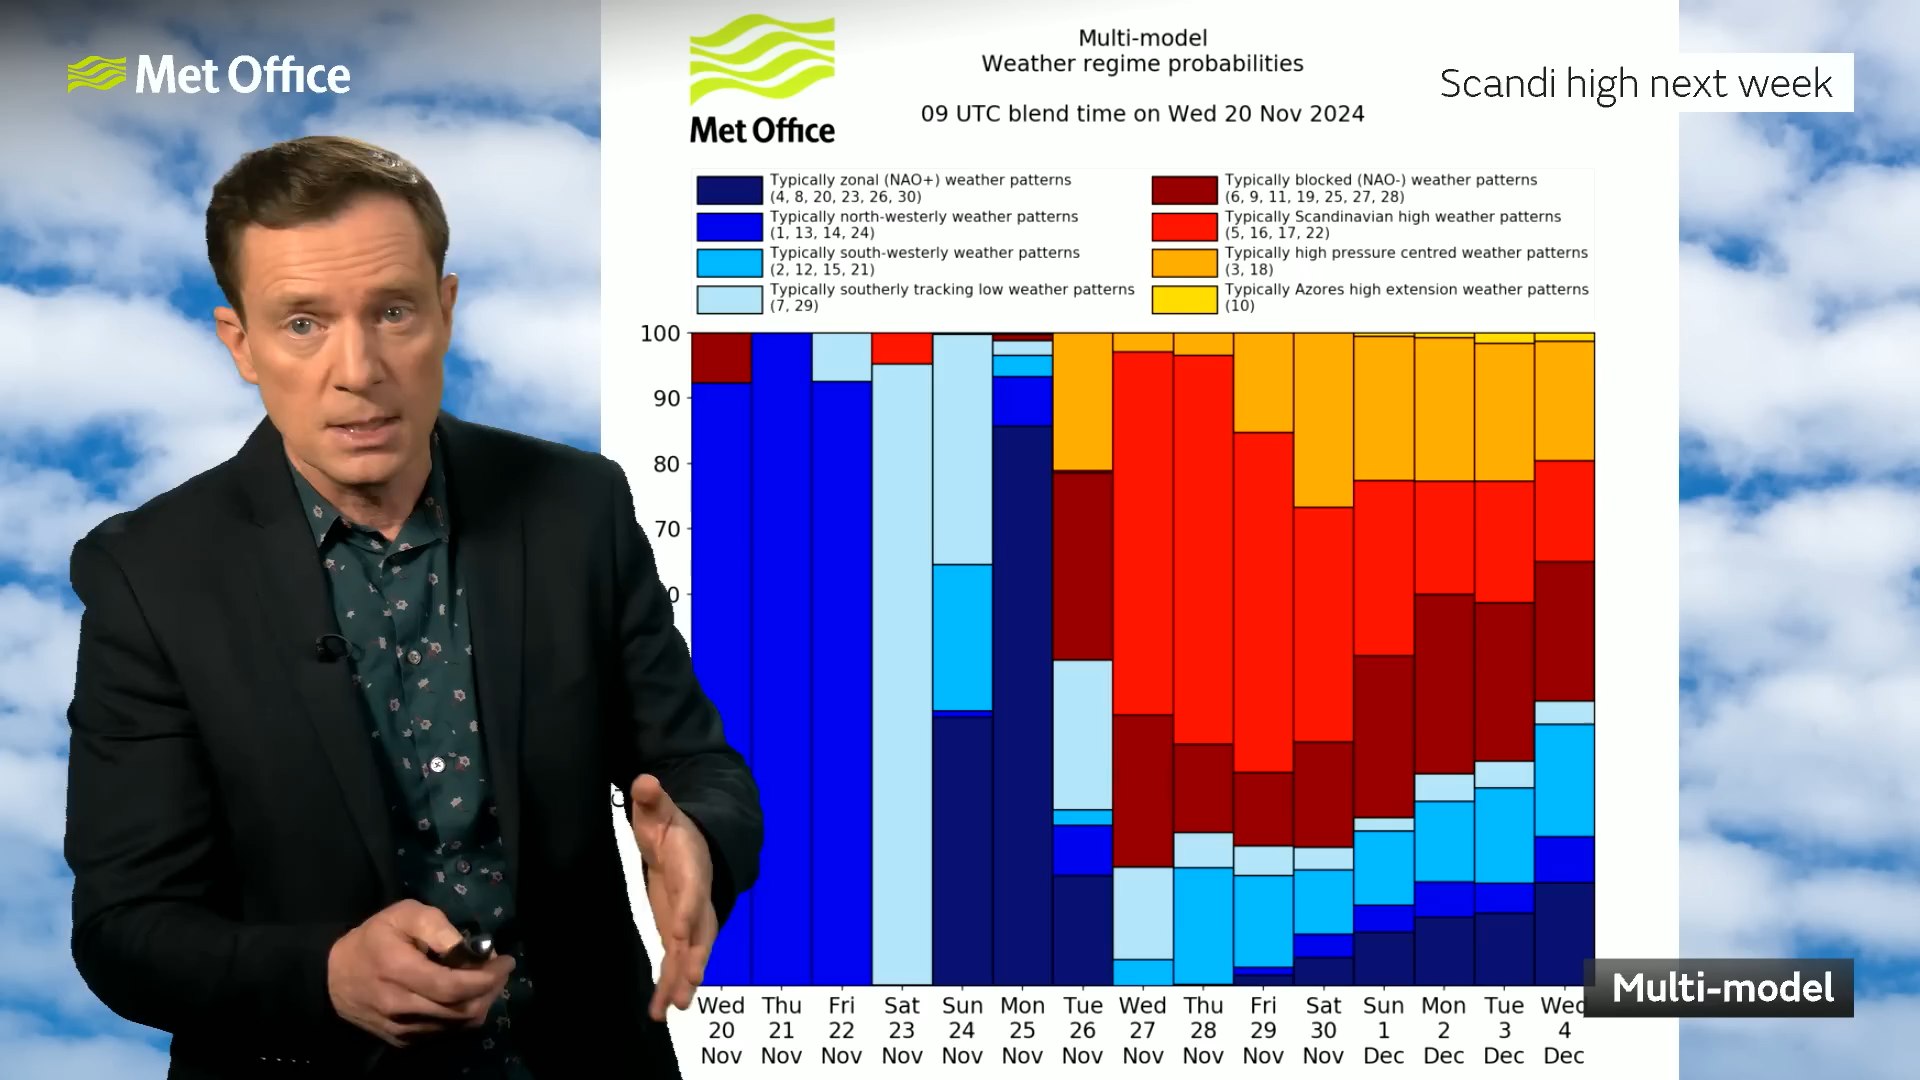 Met Office
Met Office
Multi-model
Weather regime probabilities
09 UTC blend time on Wed 20 Nov 2024
Scandi high next week
Typically zonal (NAO+) weather patterns
(4, 8, 20, 23, 26, 30)
Typically north-westerly weather patterns
(1, 13, 14, 24)
Typically south-westerly weather patterns
(2, 12, 15, 21)
Typically southerly tracking low weather patterns
(7, 29)
Typically blocked (NAO-) weather patterns
(6, 9, 11, 19, 25, 27, 28)
Typically Scandinavian high weather patterns
(5, 16, 17, 22)
Typically high pressure centred weather patterns
(3, 18)
Typically Azores high extension weather patterns
(10)
100
90
80
70
0
Wed Thu Fri Sat Sun Mon Tue Wed Thu Fri Sat Sun Mon Tue Wed
20 21 22 23 24 25 26 27 28 29 30 1 2 3 4
Nov Nov Nov Nov Nov Nov Nov Nov Nov Nov Nov Dec Dec Dec Dec
Multi-model